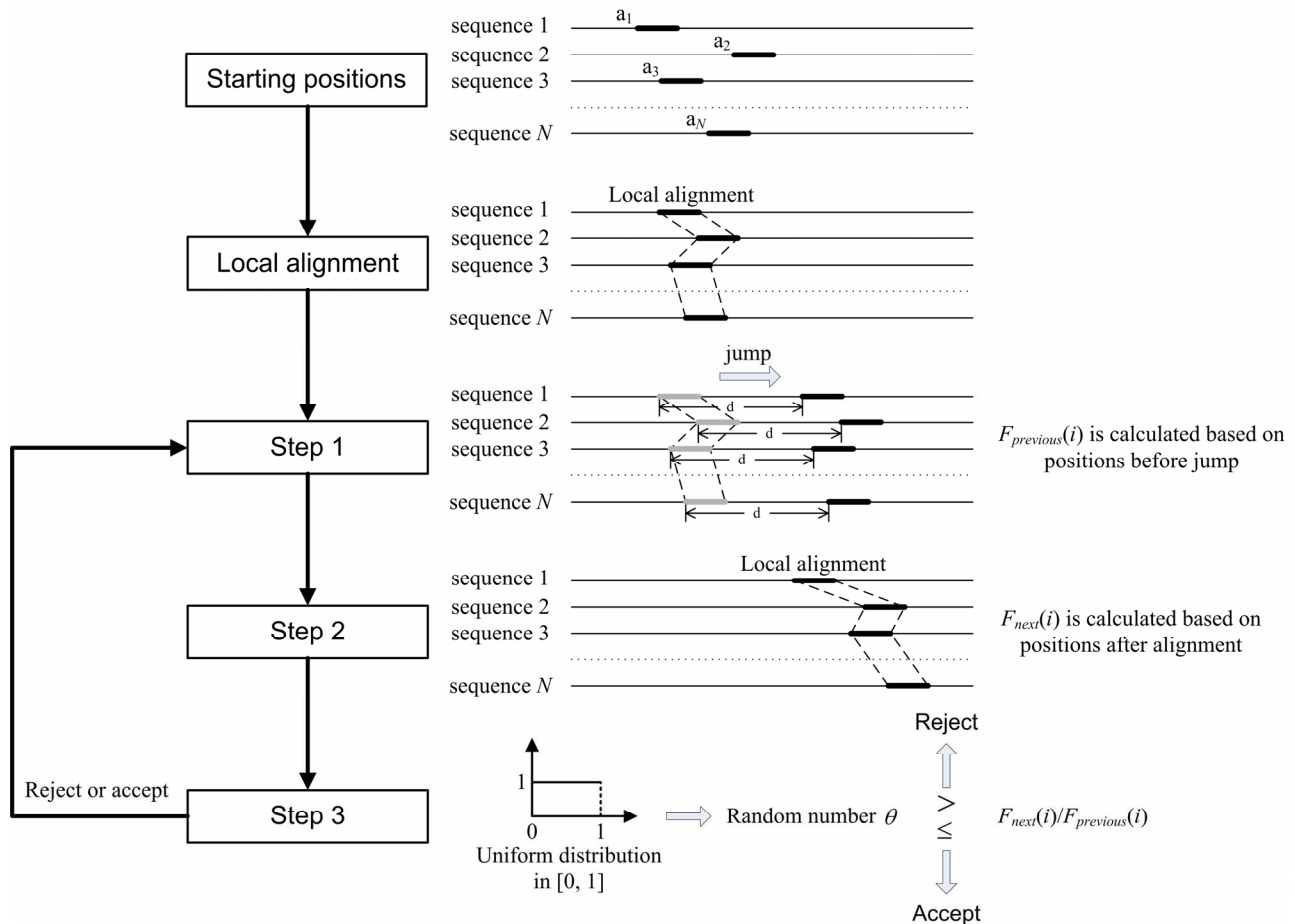 Starting positions
sequence 1
a1
sequence 2
a2
sequence 3
a3
sequence N
aN
Local alignment
Local alignment
sequence 1
sequence 2
sequence 3
sequence N
jump
Step 1
sequence 1
d
sequence 2
d
sequence 3
d
sequence N
d
Fprevious(i) is calculated based on
positions before jump
Step 2
Local alignment
sequence 1
sequence 2
sequence 3
sequence N
Fnext(i) is calculated based on
positions after alignment
Reject or accept
Step 3
1
0
1
Uniform distribution
in [0, 1]
Random number θ
Reject
>
≤
Accept
Fnext(i)/Fprevious(i)